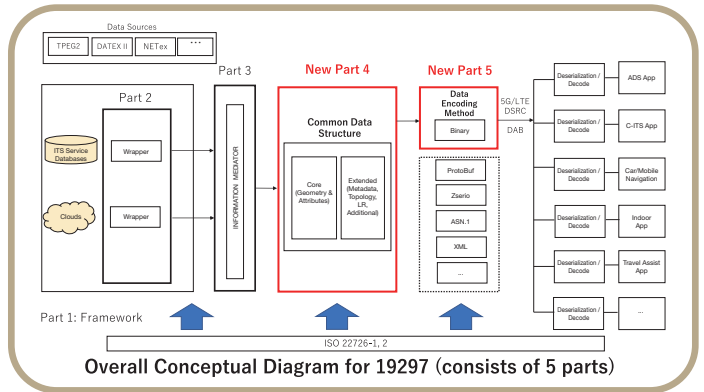 Data Sources
TPEG2
DATEX II
NETex
...
Part 2
Part 3
New Part 4
New Part 5
ITS Service
Databases
Clouds
Wrapper
Wrapper
INFORMATION MEDIATOR
Common Data
Structure
Core
(Geometry &
Attributes)
Extended
(Metadata,
Topology,
LR,
Additional)
Data
Encoding
Method
Binary
ProtoBuf
Zserio
ASN.1
XML
...
5G/LTE
DSRC
DAB
Deserialization /
Decode
ADS App
Deserialization /
Decode
C-ITS App
Deserialization /
Decode
Car/Mobile
Navigation
Deserialization /
Decode
Indoor
App
Deserialization /
Decode
Travel Assist
App
Deserialization /
Decode
...
Part 1: Framework
ISO 22726-1, 2
Overall Conceptual Diagram for 19297 (consists of 5 parts)